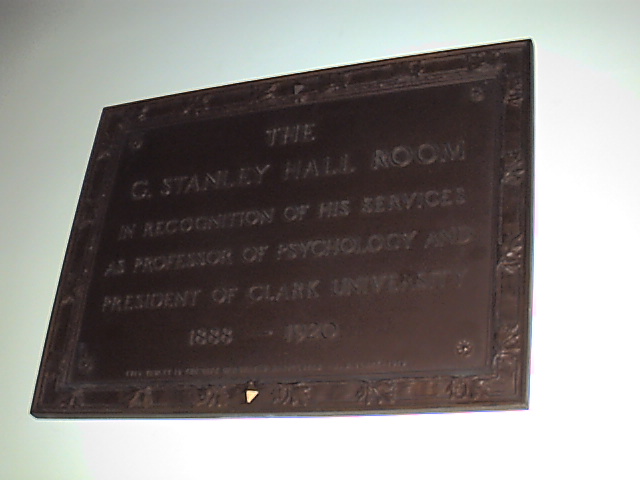 THE
G. STANLEY HALL ROOM
IN RECOGNITION OF HIS SERVICES
AS PROFESSOR OF PSYCHOLOGY AND
PRESIDENT OF CLARK UNIVERSITY
1888 - 1920